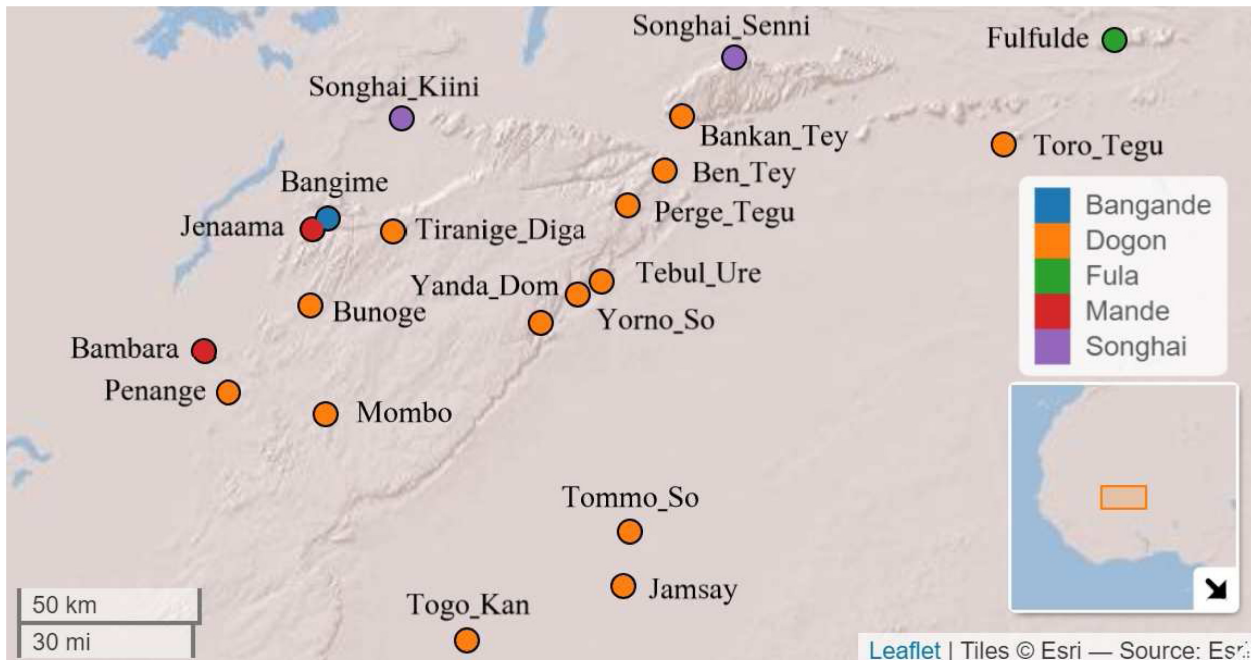 Songhai_Senni
Fulfulde
Songhai_Kiini
Bankan_Tey
Toro_Tegu
Ben_Tey
Bangime
Perge_Tegu
Jenaama
Tiranige_Diga
Bangande
Dogon
Fula
Mande
Songhai
Tebul_Ure
Yanda_Dom
Bunoge
Yorno_So
Bambara
Penange
Mombo
Tommo_So
Jamsay
Togo_Kan
50 km
30 mi
Leaflet | Tiles © Esri — Source: Esri